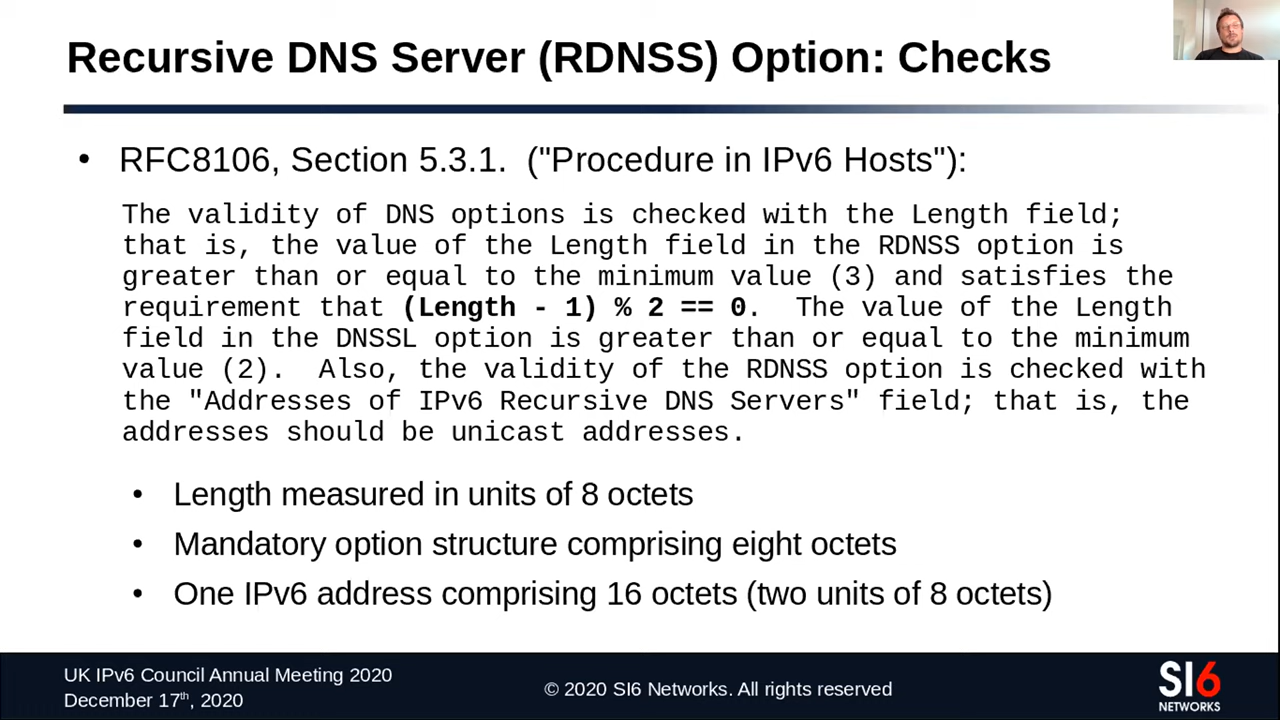 Recursive DNS Server (RDNSS) Option: Checks
• RFC8106, Section 5.3.1.  ("Procedure in IPv6 Hosts"):
The validity of DNS options is checked with the Length field;
that is, the value of the Length field in the RDNSS option is
greater than or equal to the minimum value (3) and satisfies the
requirement that (Length - 1) % 2 == 0.  The value of the Length
field in the DNSSL option is greater than or equal to the minimum
value (2).  Also, the validity of the RDNSS option is checked with
the "Addresses of IPv6 Recursive DNS Servers" field; that is, the
addresses should be unicast addresses.
• Length measured in units of 8 octets
• Mandatory option structure comprising eight octets
• One IPv6 address comprising 16 octets (two units of 8 octets)
UK IPv6 Council Annual Meeting 2020
December 17th, 2020
© 2020 SI6 Networks. All rights reserved
SI6
NETWORKS